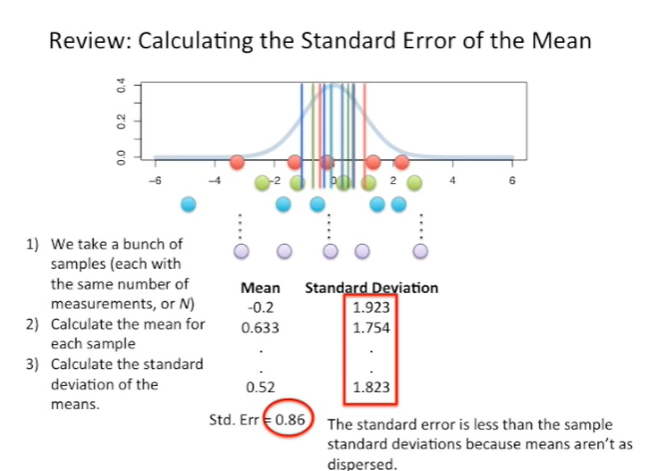 Review: Calculating the Standard Error of the Mean
0.4
0.2
0.0
-6 -4 -2 0 2 4 6
1) We take a bunch of
samples (each with
the same number of
measurements, or N)
2) Calculate the mean for
each sample
3) Calculate the standard
deviation of the
means.
Mean Standard Deviation
-0.2 1.923
0.633 1.754
. .
. .
0.52 1.823
Std. Err = 0.86
The standard error is less than the sample
standard deviations because means aren't as
dispersed.